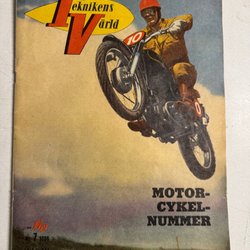 Teknikens
Värld
10
MOTOR-
CYKEL-
NUMMER